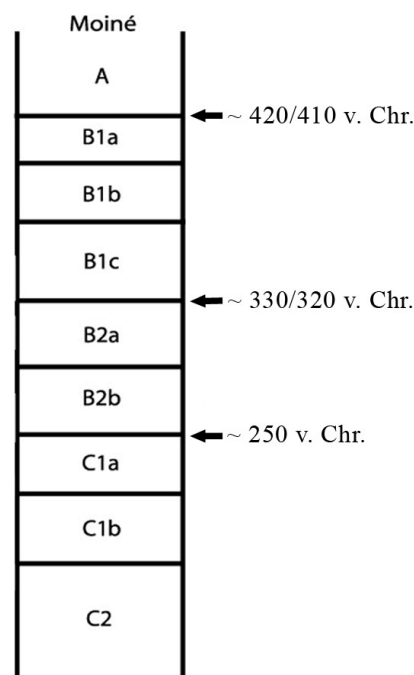 Moiné
A
~ 420/410 v. Chr.
B1a
B1b
B1c
~ 330/320 v. Chr.
B2a
B2b
~ 250 v. Chr.
C1a
C1b
C2